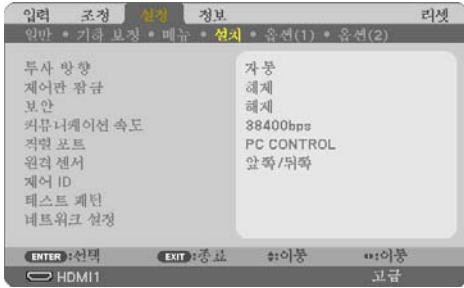 입력 조정 설정 정보 리셋
일반 • 기하 보정 • 메뉴 • 설치 • 옵션(1) • 옵션(2)
투사 방향 자동
제어판 잠금 해제
보안 해제
커뮤니케이션 속도 38400bps
직렬 포트 PC CONTROL
원격 센서 앞쪽/뒤쪽
제어 ID
테스트 패턴
네트워크 설정
ENTER :선택 EXIT :종료 :이동 :이동
HDMI1 고급